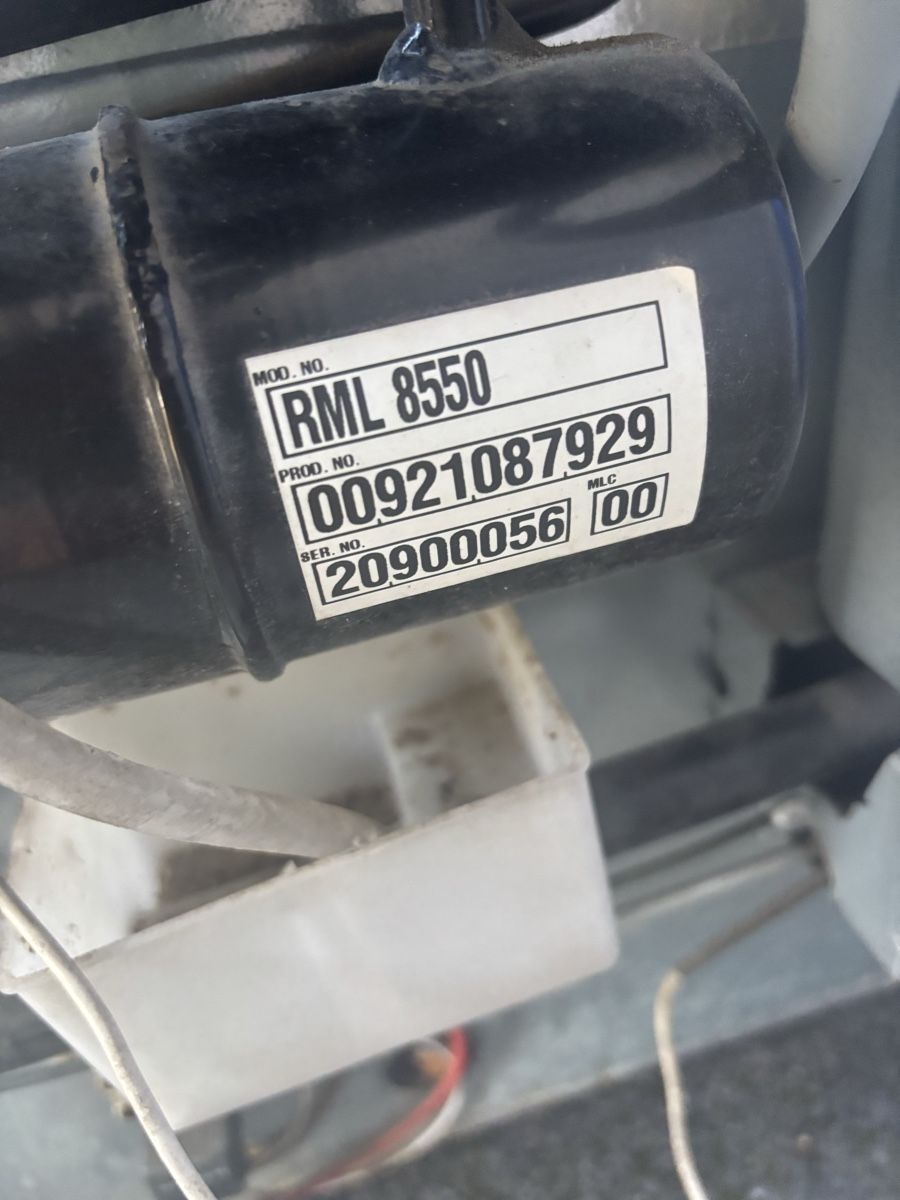 MOD. NO.
RML 8550
PROD. NO.
00921087929
SER. NO.
20900056
MLC
00